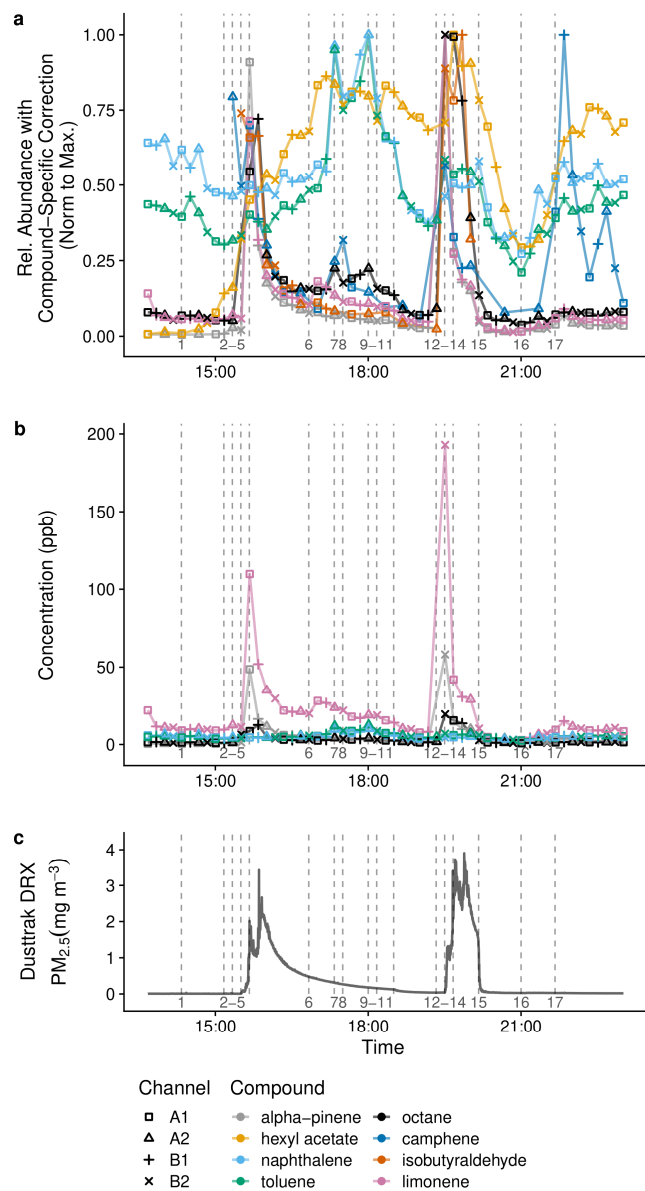 a
Rel. Abundance with
Compound−Specific Correction
(Norm to Max.)
1.00
0.75
0.50
0.25
0.00
1 2−5 6 78 9−11 12−14 15 16 17
15:00 18:00 21:00
b
Concentration (ppb)
200
150
100
50
0
1 2−5 6 78 9−11 12−14 15 16 17
15:00 18:00 21:00
c
Dusttrak DRX
PM2.5(mg m−3)
4
3
2
1
0
1 2−5 6 78 9−11 12−14 15 16 17
15:00 18:00 21:00
Time
Channel
A1
A2
B1
B2
Compound
alpha−pinene
hexyl acetate
naphthalene
toluene
octane
camphene
isobutyraldehyde
limonene